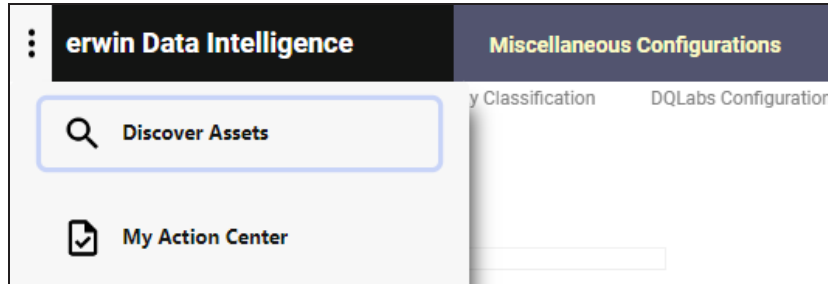 erwin Data Intelligence
Miscellaneous Configurations
y Classification
DQLabs Configuration
Discover Assets
My Action Center